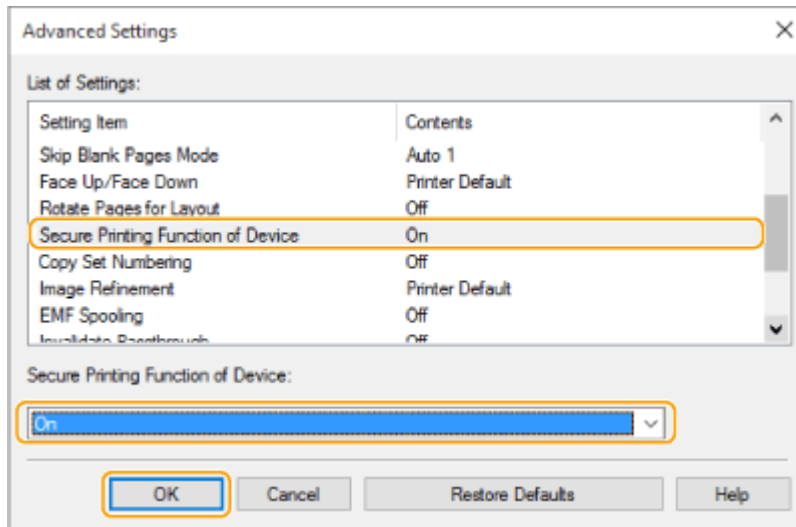 Advanced Settings
List of Settings:
Setting Item Contents
Skip Blank Pages Mode Auto 1
Face Up/Face Down Printer Default
Rotate Pages for Layout Off
Secure Printing Function of Device On
Copy Set Numbering Off
Image Refinement Printer Default
EMF Spooling Off
Invalidate Passthrough Off
Secure Printing Function of Device:
On
OK Cancel Restore Defaults Help